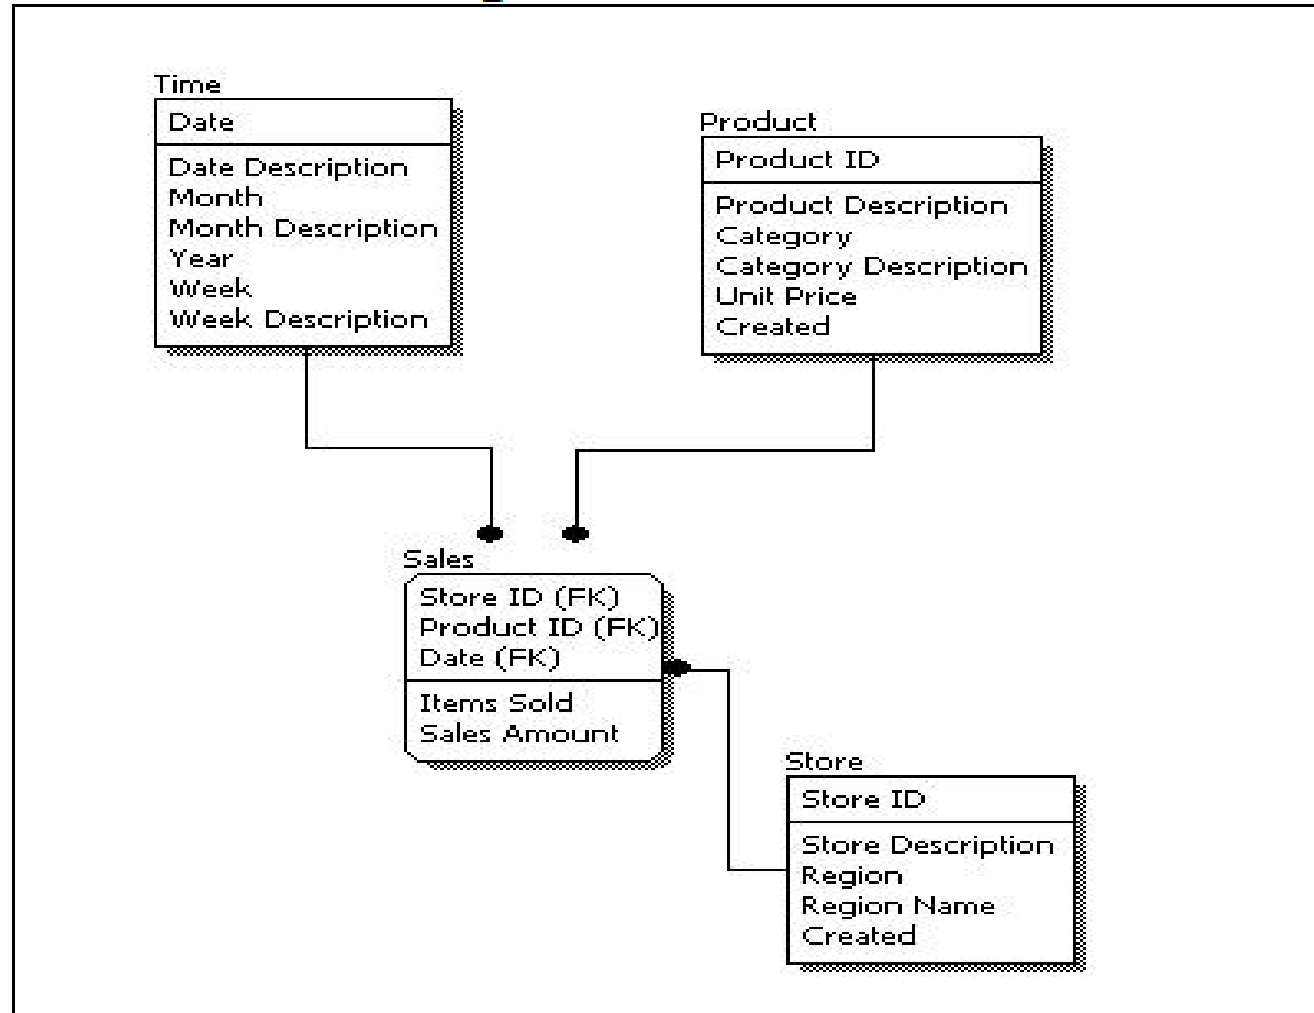 Time
Date
Date Description
Month
Month Description
Year
Week
Week Description
Product
Product ID
Product Description
Category
Category Description
Unit Price
Created
Sales
Store ID (FK)
Product ID (FK)
Date (FK)
Items Sold
Sales Amount
Store
Store ID
Store Description
Region
Region Name
Created